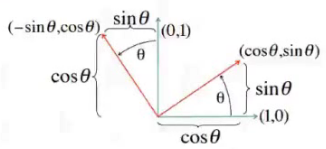 sinθ
(−sinθ,cosθ)
(0,1)
θ
(cosθ,sinθ)
cosθ
θ
sinθ
(1,0)
cosθ